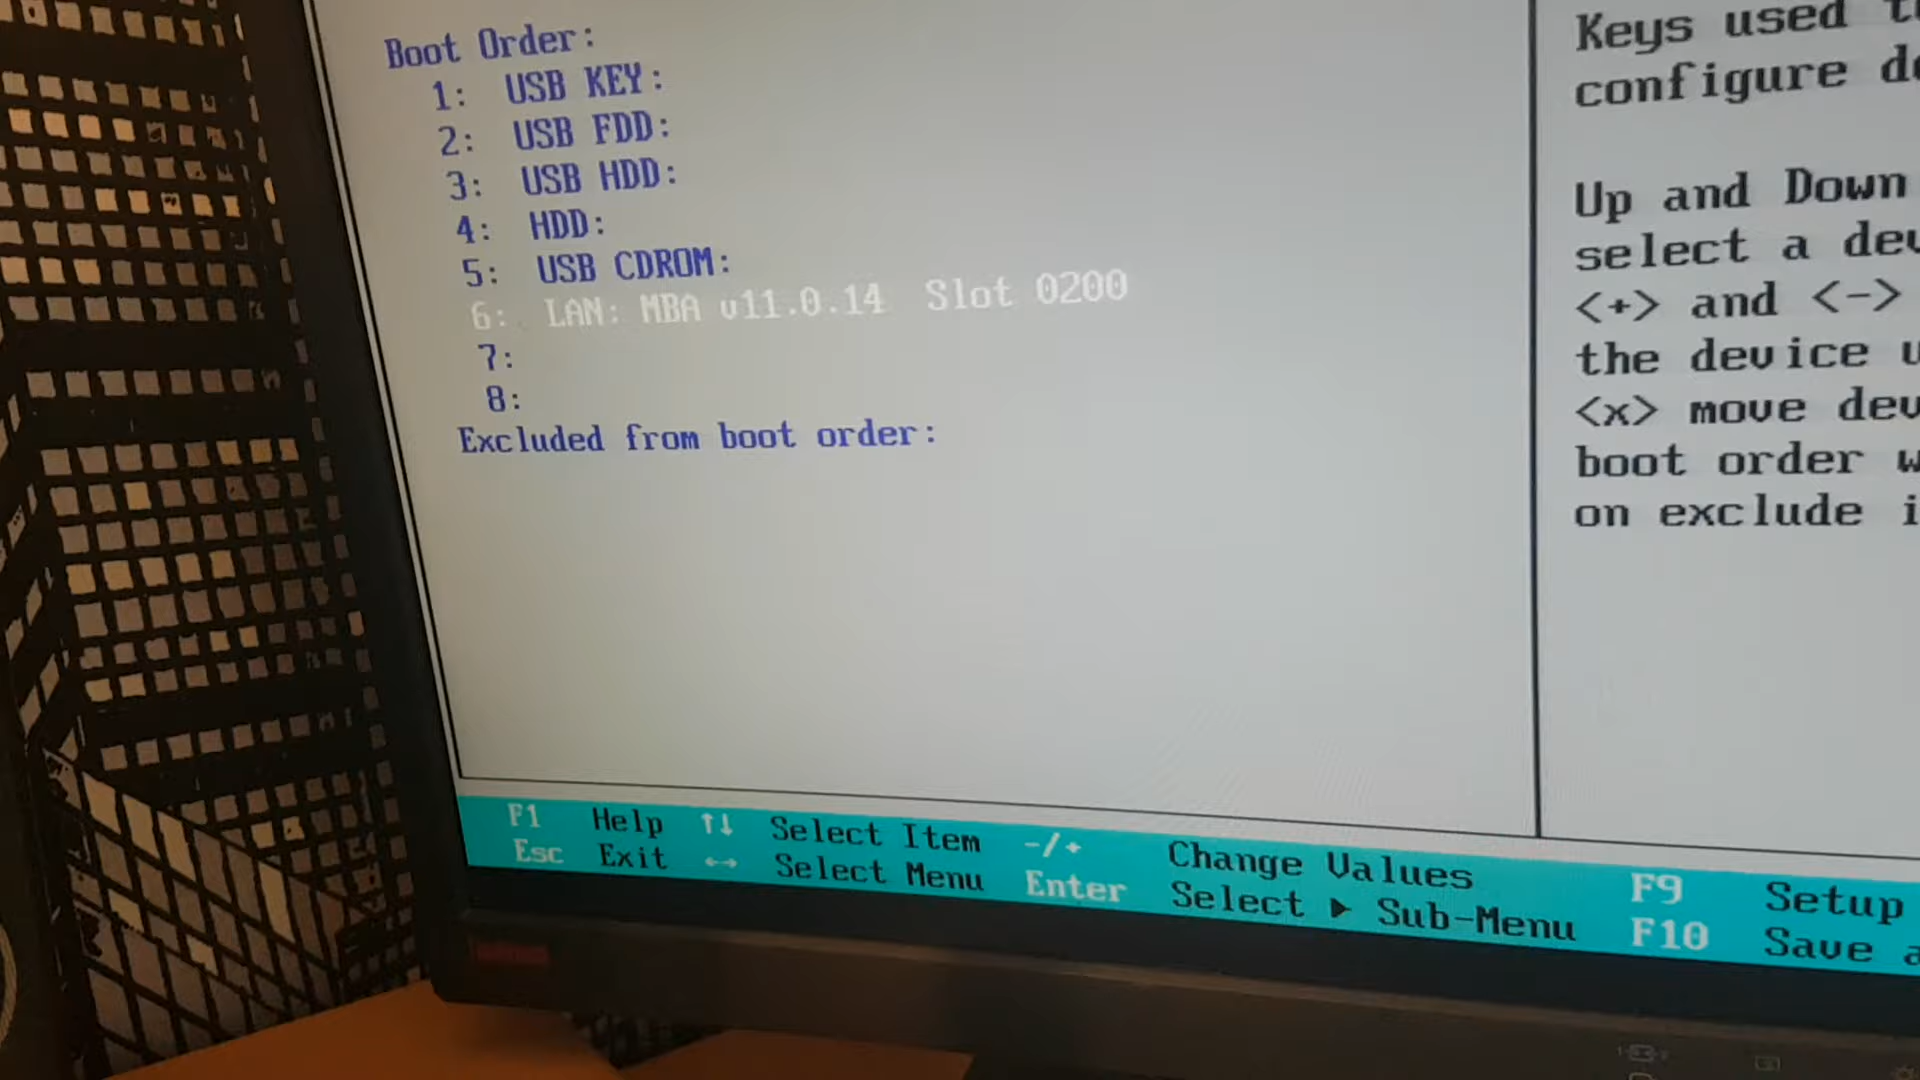 Boot Order:
1: USB KEY:
2: USB FDD:
3: USB HDD:
4: HDD:
5: USB CDROM:
6: LAN: MBA v11.0.14 Slot 0200
7:
8:
Excluded from boot order:
Keys used
configure
Up and Down
select a
<+> and <->
the device
<x> move
boot order
on exclude
F1 Help ↑↓ Select Item -/+ Change Values F9 Setup
Esc Exit ↔ Select Menu Enter Select ▶ Sub-Menu F10 Save